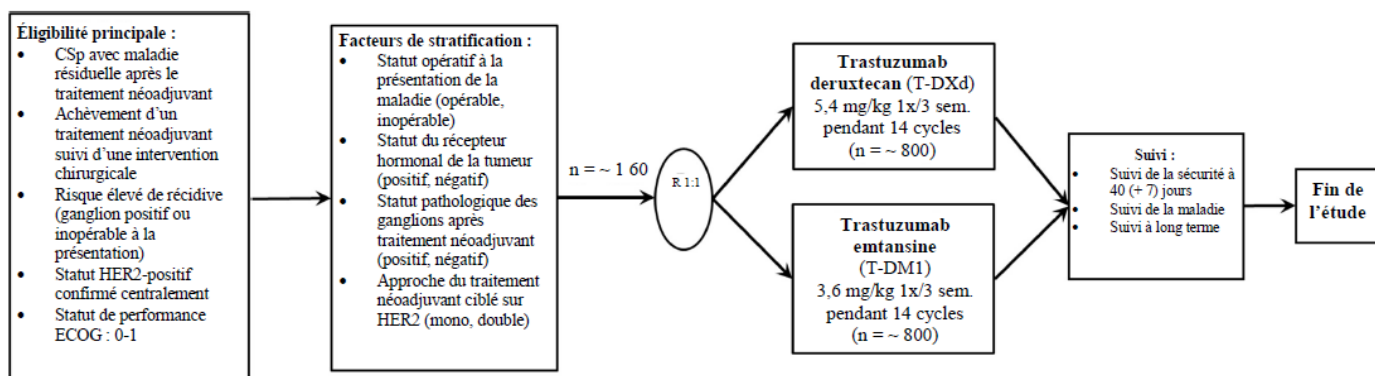 Éligibilité principale :
• CSp avec maladie
résiduelle après le
traitement néoadjuvant
• Achèvement d’un
traitement néoadjuvant
suivi d’une intervention
chirurgicale
• Risque élevé de récidive
(ganglion positif ou
inopérable à la
présentation)
• Statut HER2-positif
confirmé centralement
• Statut de performance
ECOG : 0-1
Facteurs de stratification :
• Statut opératif à la
présentation de la
maladie (opérable,
inopérable)
• Statut du récepteur
hormonal de la tumeur
(positif, négatif)
• Statut pathologique des
ganglions après
traitement néoadjuvant
(positif, négatif)
• Approche du traitement
néoadjuvant ciblé sur
HER2 (mono, double)
n = ~ 1 60
R 1:1
Trastuzumab
deruxtecan (T-DXd)
5,4 mg/kg 1x/3 sem.
pendant 14 cycles
(n = ~ 800)
Trastuzumab
emtansine
(T-DM1)
3,6 mg/kg 1x/3 sem.
pendant 14 cycles
(n = ~ 800)
Suivi :
• Suivi de la sécurité à
40 (+ 7) jours
• Suivi de la maladie
• Suivi à long terme
Fin de
l’étude